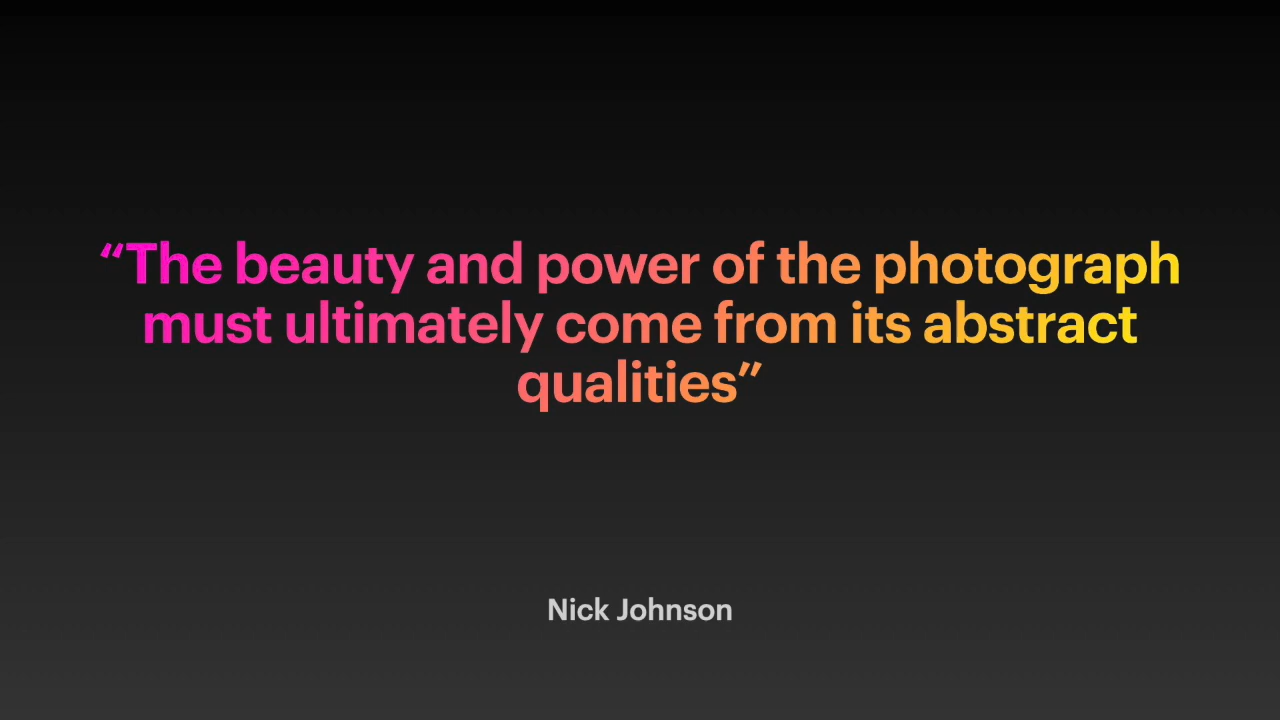 “The beauty and power of the photograph
must ultimately come from its abstract
qualities”
Nick Johnson